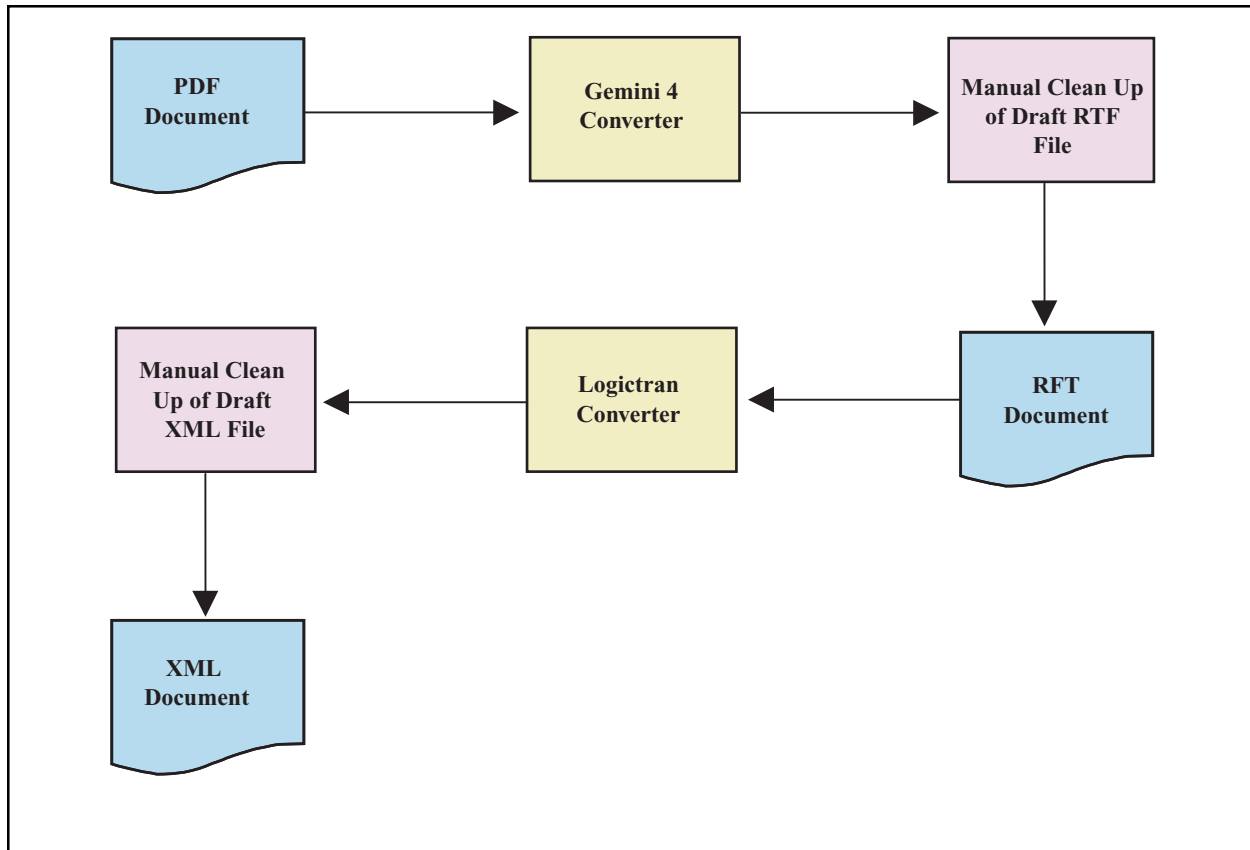 PDF
Document
Gemini 4
Converter
Manual Clean Up
of Draft RTF
File
RFT
Document
Logictran
Converter
Manual Clean
Up of Draft
XML File
XML
Document